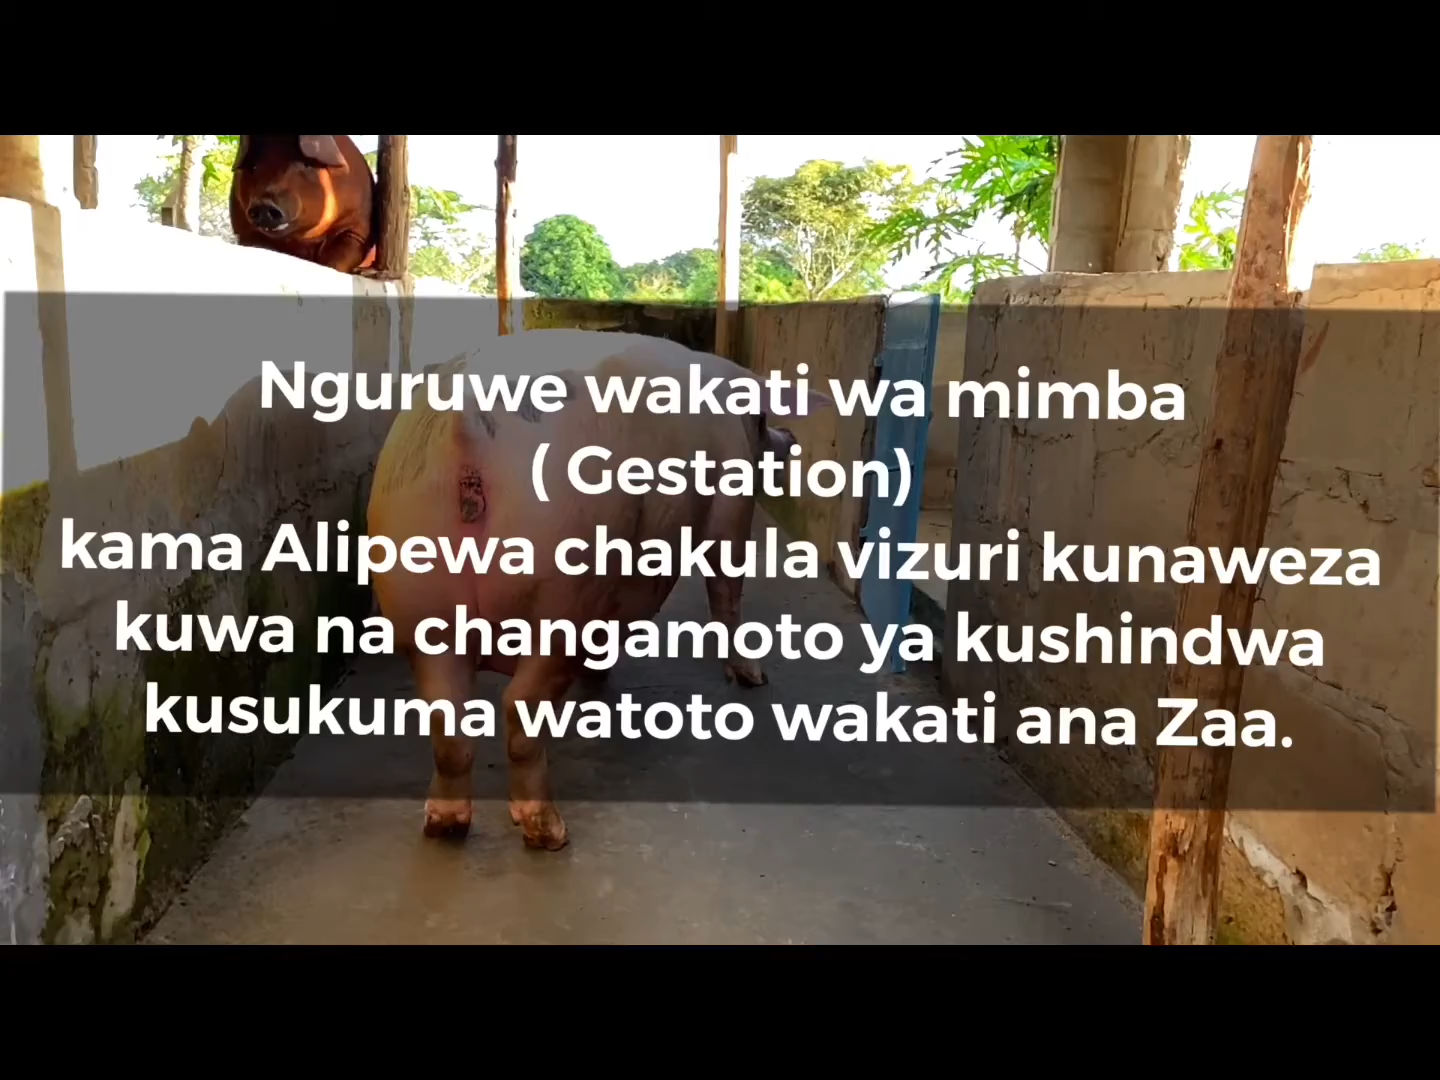 Nguruwe wakati wa mimba
( Gestation)
kama Alipewa chakula vizuri kunaweza
kuwa na changamoto ya kushindwa
kusukuma watoto wakati ana Zaa.